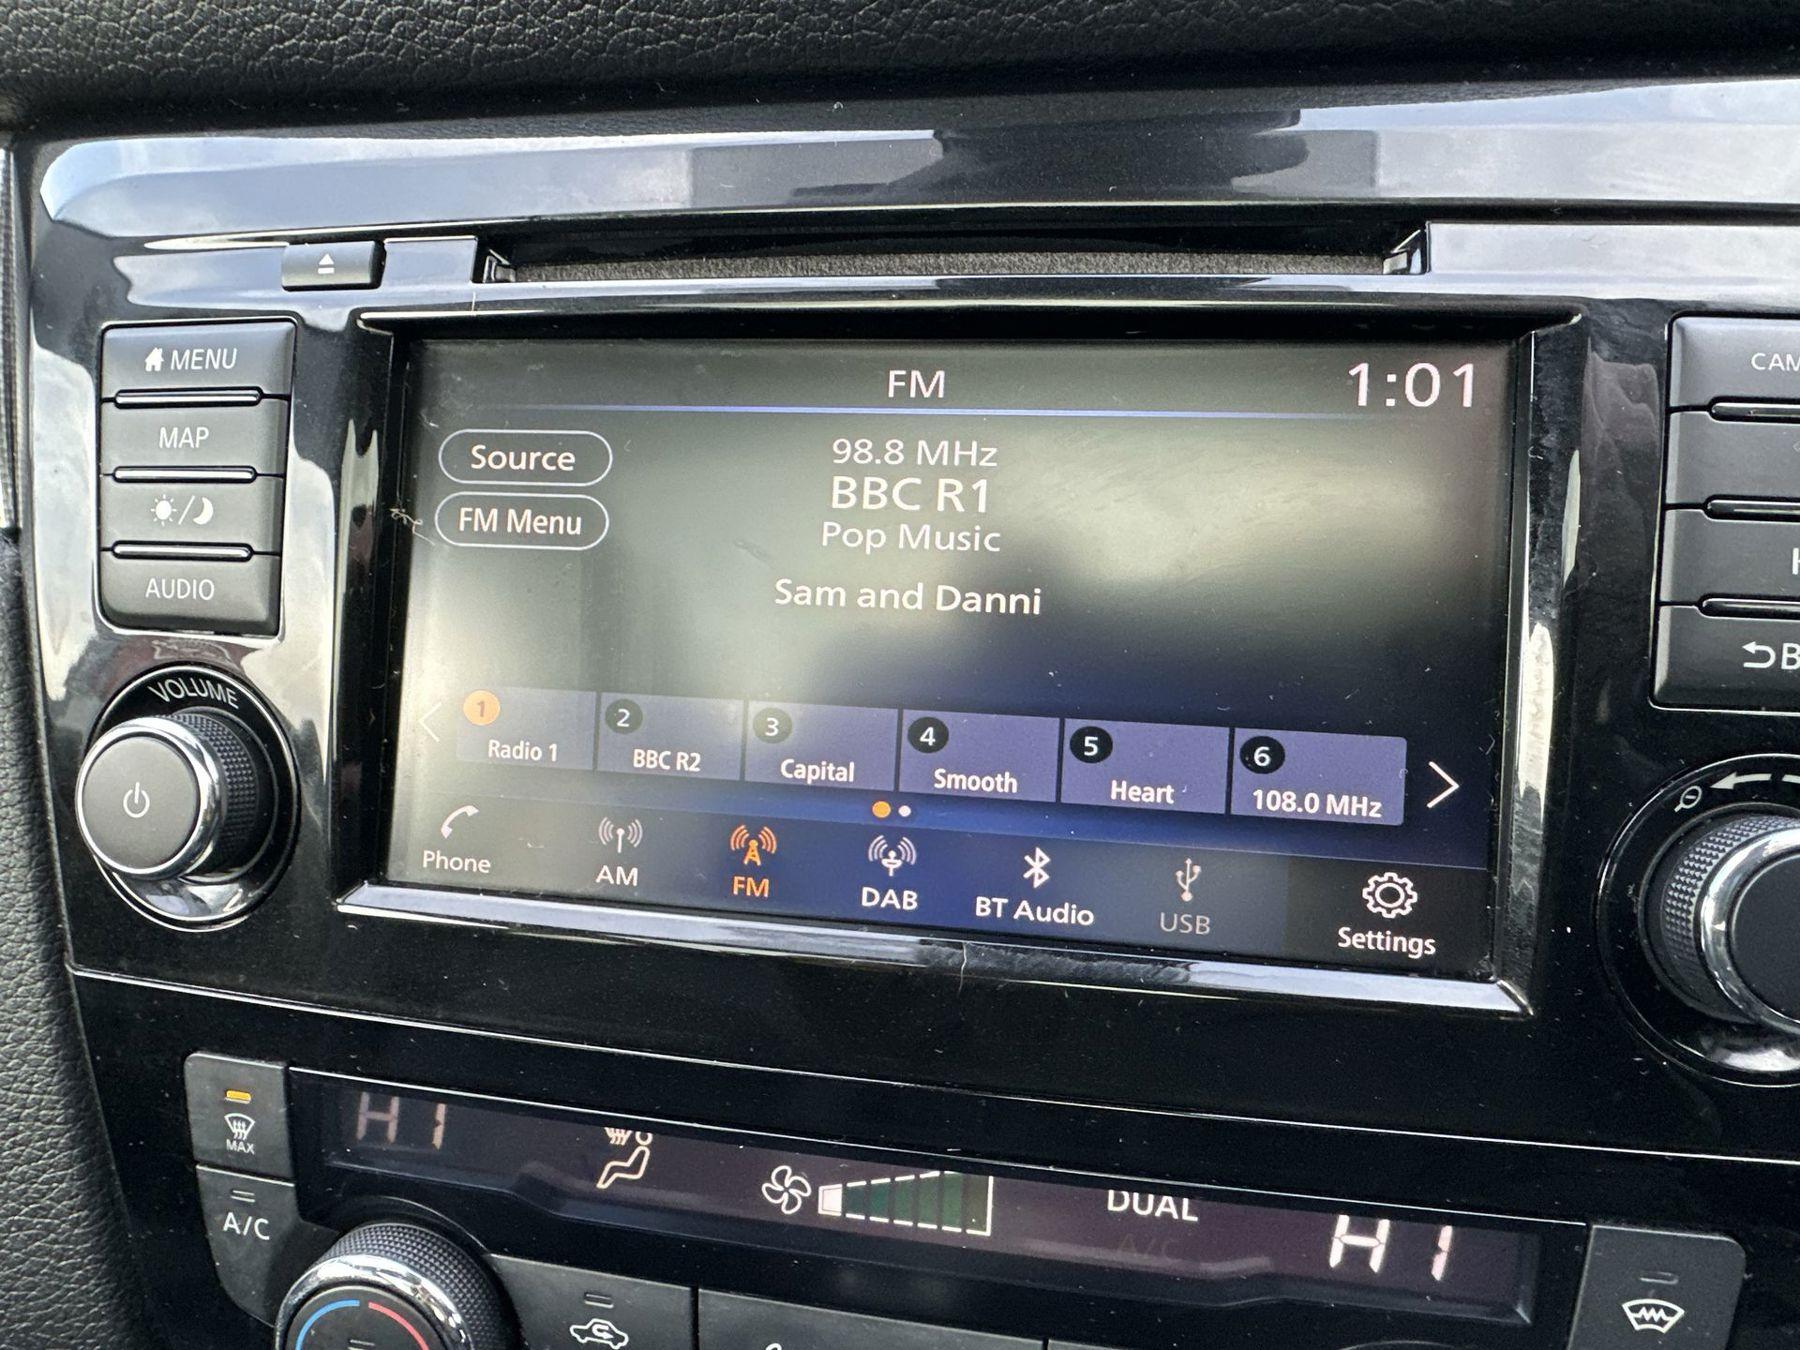 MENU
MAP
AUDIO
VOLUME
FM
1:01
Source
FM Menu
98.8 MHz
BBC R1
Pop Music
Sam and Danni
1
Radio 1
2
BBC R2
3
Capital
4
Smooth
5
Heart
6
108.0 MHz
Phone
AM
FM
DAB
BT Audio
USB
Settings
CAM
B
MAX
A/C
HI
DUAL
A/C
HI